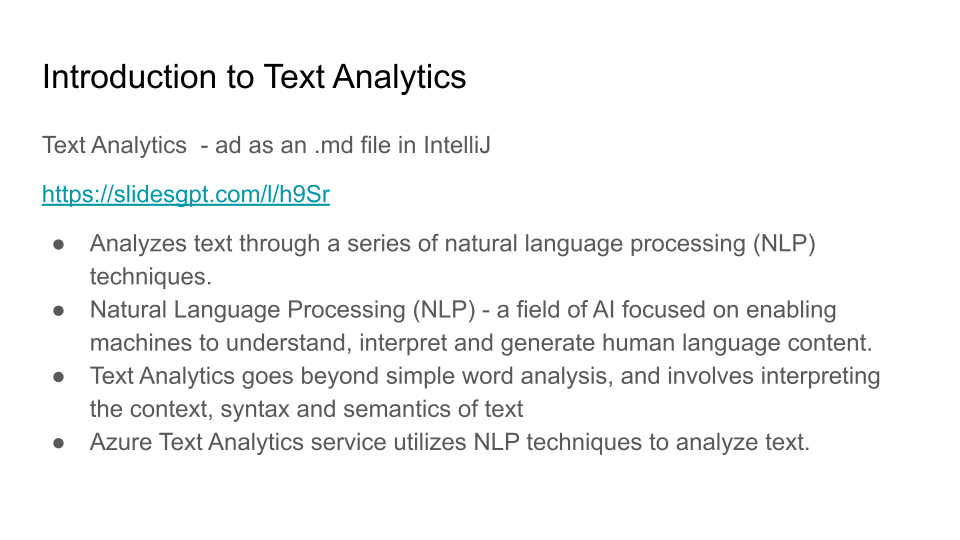 Introduction to Text Analytics
Text Analytics  - ad as an .md file in IntelliJ
https://slidesgpt.com/l/h9Sr
● Analyzes text through a series of natural language processing (NLP)
techniques.
● Natural Language Processing (NLP) - a field of AI focused on enabling
machines to understand, interpret and generate human language content.
● Text Analytics goes beyond simple word analysis, and involves interpreting
the context, syntax and semantics of text
● Azure Text Analytics service utilizes NLP techniques to analyze text.